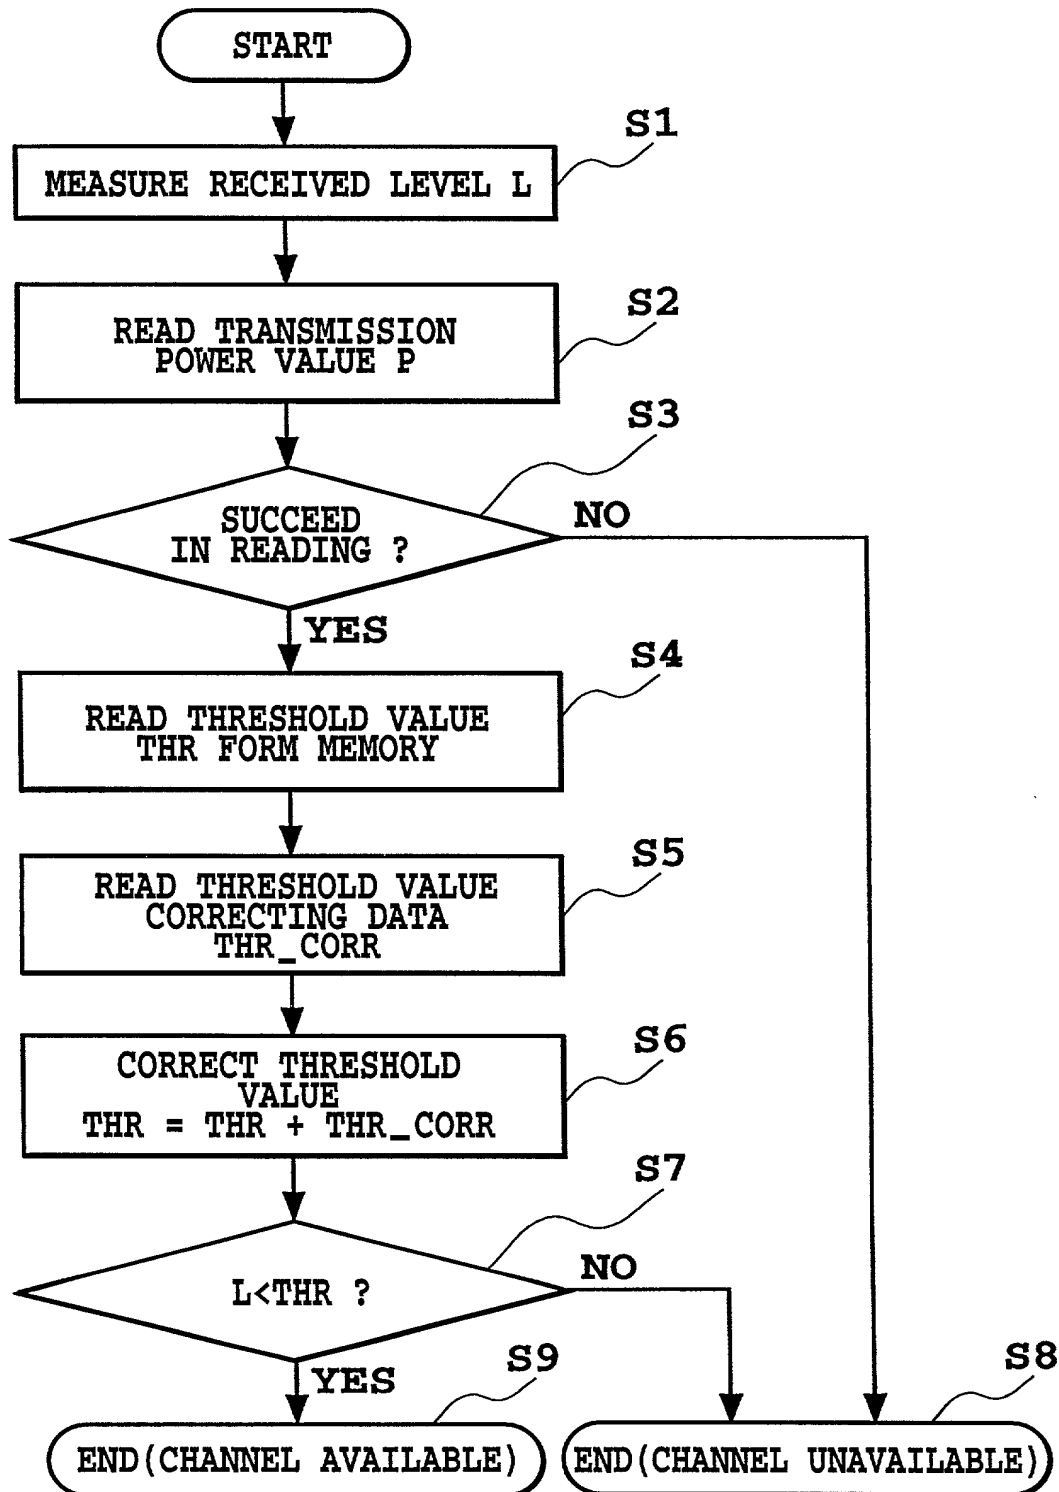 START
S1
MEASURE RECEIVED LEVEL L
S2
READ TRANSMISSION
POWER VALUE P
S3
SUCCEED
IN READING ?
NO
YES
S4
READ THRESHOLD VALUE
THR FORM MEMORY
S5
READ THRESHOLD VALUE
CORRECTING DATA
THR_CORR
S6
CORRECT THRESHOLD
VALUE
THR = THR + THR_CORR
S7
L<THR ?
NO
YES
S9
S8
END(CHANNEL AVAILABLE)
END(CHANNEL UNAVAILABLE)